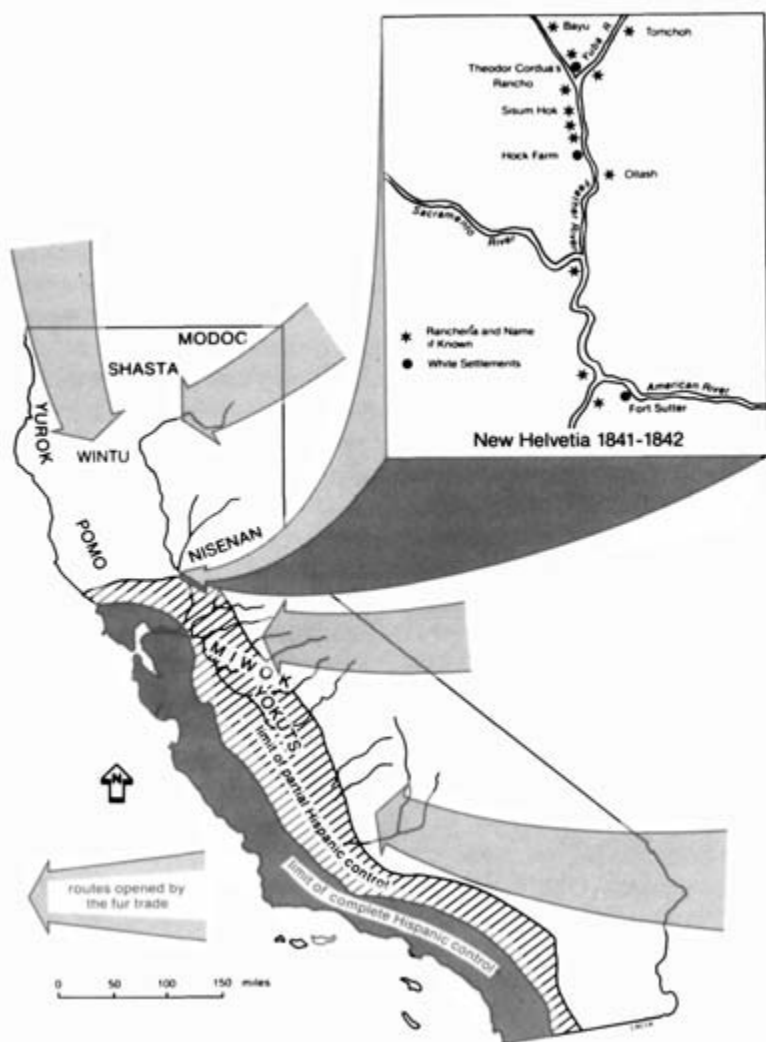 Bayu
Yuba R
Tomchoh
Theodor Cordua's
Rancho
Sisum Hok
Hock Farm
Ollash
Feather River
Sacramento
River
Rancheria and Name
if Known
White Settlements
American River
Fort Sutter
New Helvetia 1841-1842
MODOC
SHASTA
YUROK
WINTU
POMO
NISENAN
MIWOK
YOKUTS
limit of partial Hispanic control
limit of complete Hispanic control
N
routes opened by
the fur trade
0 50 100 150 miles